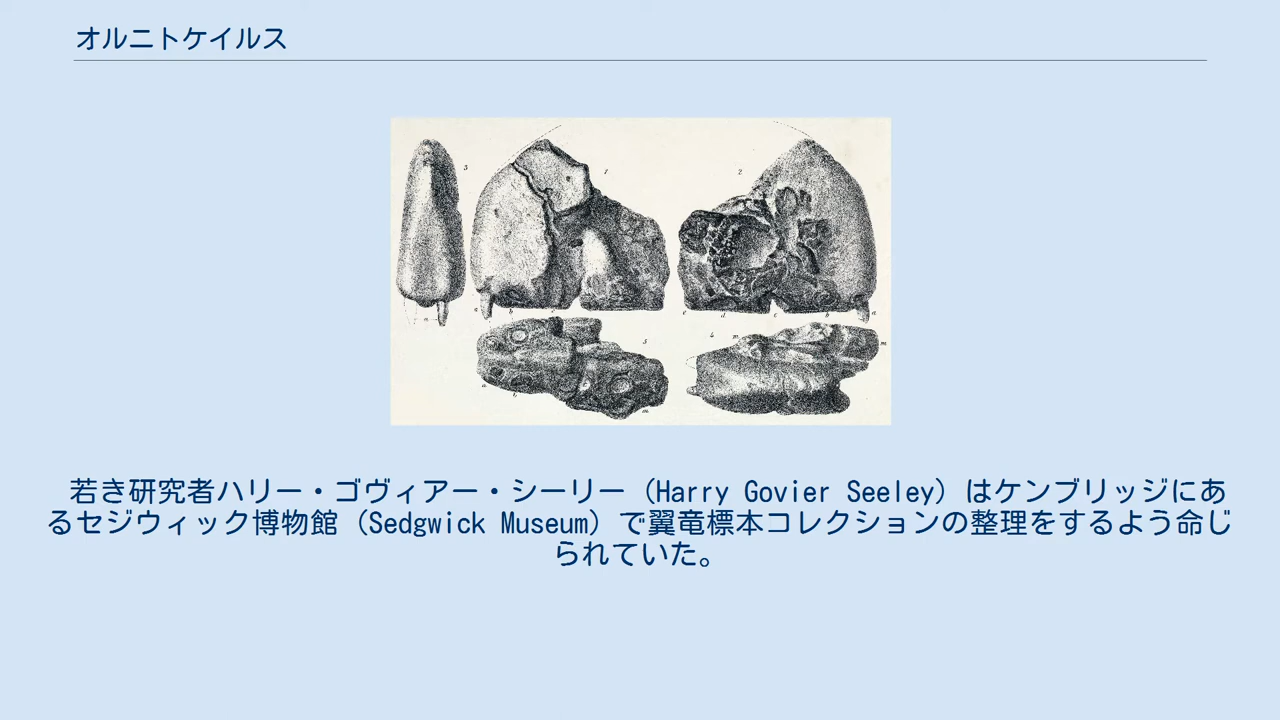 オルニトケイルス
若き研究者ハリー・ゴヴィアー・シーリー（Harry Govier Seeley）はケンブリッジにあ
るセジウィック博物館（Sedgwick Museum）で翼竜標本コレクションの整理をするよう命じ
られていた。